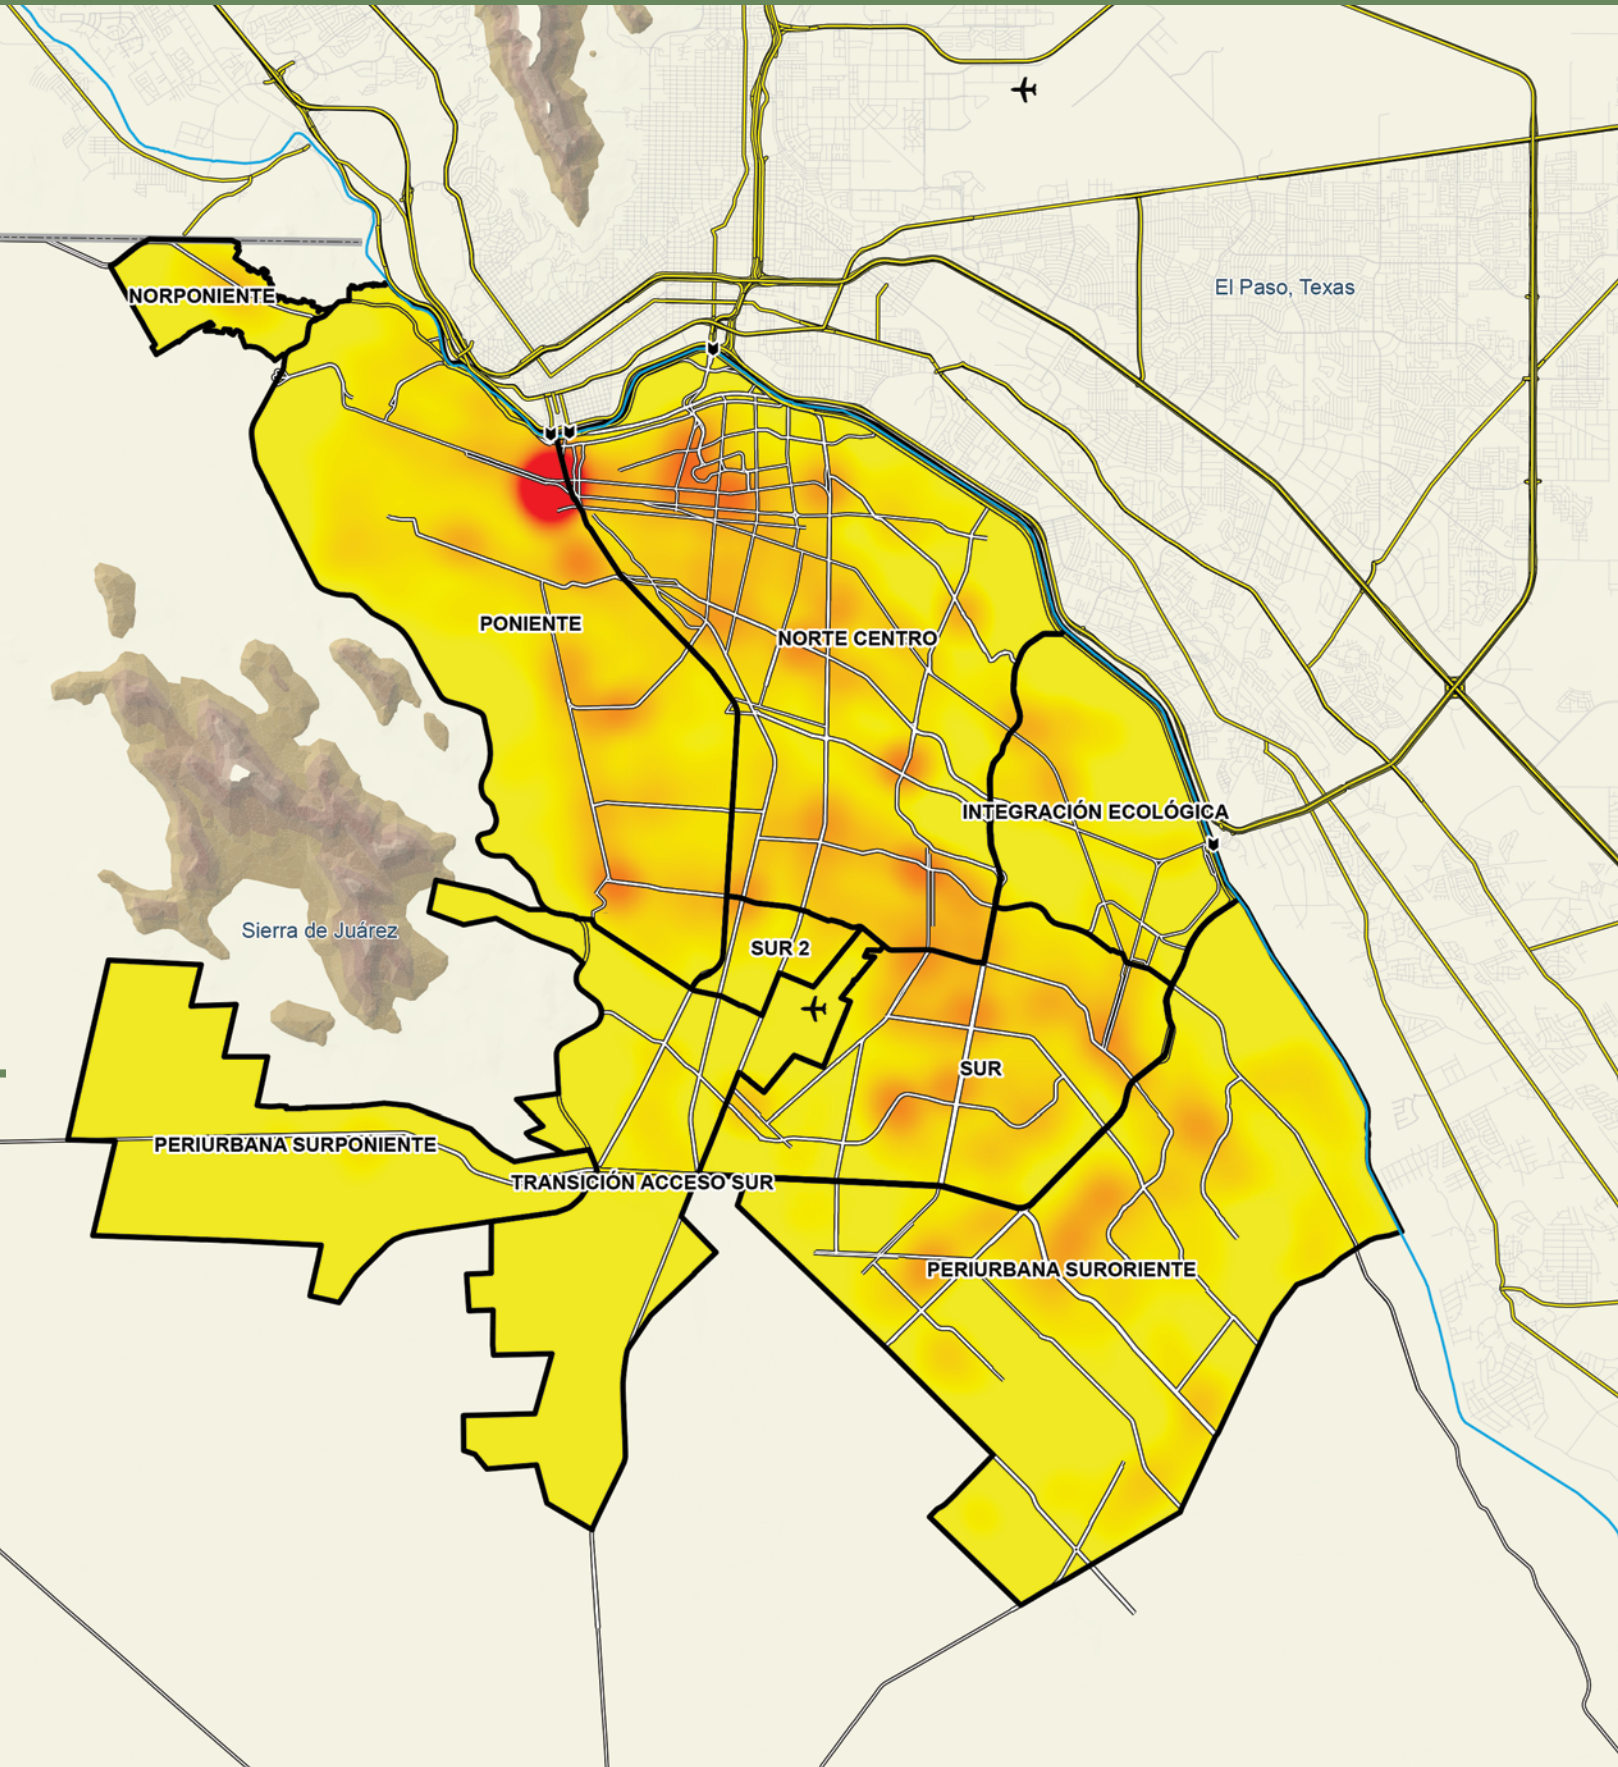 El Paso, Texas
NORPONIENTE
PONIENTE
NORTE CENTRO
INTEGRACIÓN ECOLÓGICA
Sierra de Juárez
SUR 2
SUR
PERIURBANA SURPONIENTE
TRANSICIÓN ACCESO SUR
PERIURBANA SURORIENTE